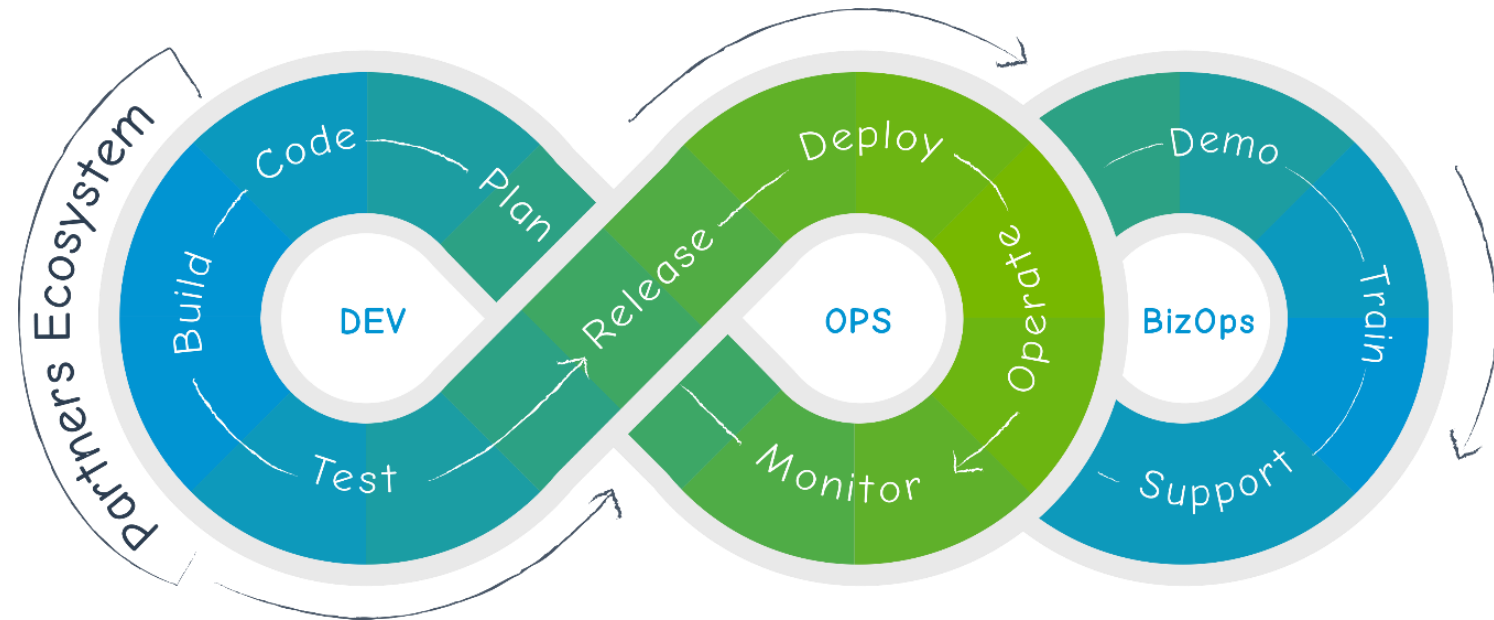 Partners Ecosystem
DEV
Plan
Code
Build
Test
OPS
Release
Deploy
Operate
Monitor
BizOps
Demo
Train
Support